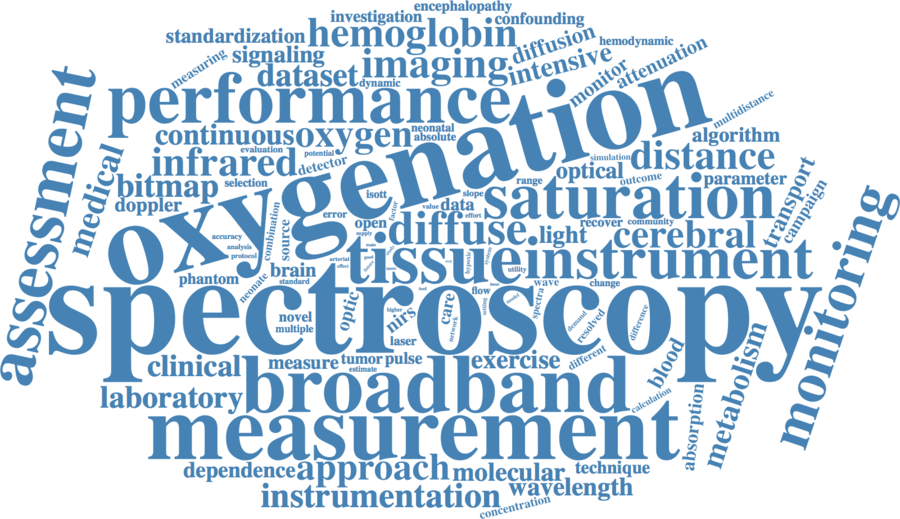 encephalopathy
investigation
confounding
standardization
hemoglobin
diffusion
hemodynamic
signaling
measuring
dataset
imaging
intensive
dynamic
monitor
attenuation
performance
multidistance
continuous
oxygen
neonatal
absolute
algorithm
oxygenation
assessment
medical
infrared
evaluation
potential
detector
simulation
optical
distance
bitmap
selection
isott
slope
range
outcome
parameter
doppler
combination
error
factor
value
data
effort
saturation
transport
campaign
accuracy
analysis
protocol
source
open
supply
diffuse
light
recover
community
cerebral
monitoring
phantom
neonate
brain
standard
arterial
effect
tissue
hypoxic
utility
instrument
spectroscopy
novel
multiple
optic
higher
nirs
laser
care
network
flow
model
spectra
wave
change
demand
resolved
difference
clinical
measure
tumor
pulse
estimate
exercise
different
blood
metabolism
laboratory
broadband
calculation
absorption
measurement
dependence
approach
molecular
technique
instrumentation
wavelength
concentration